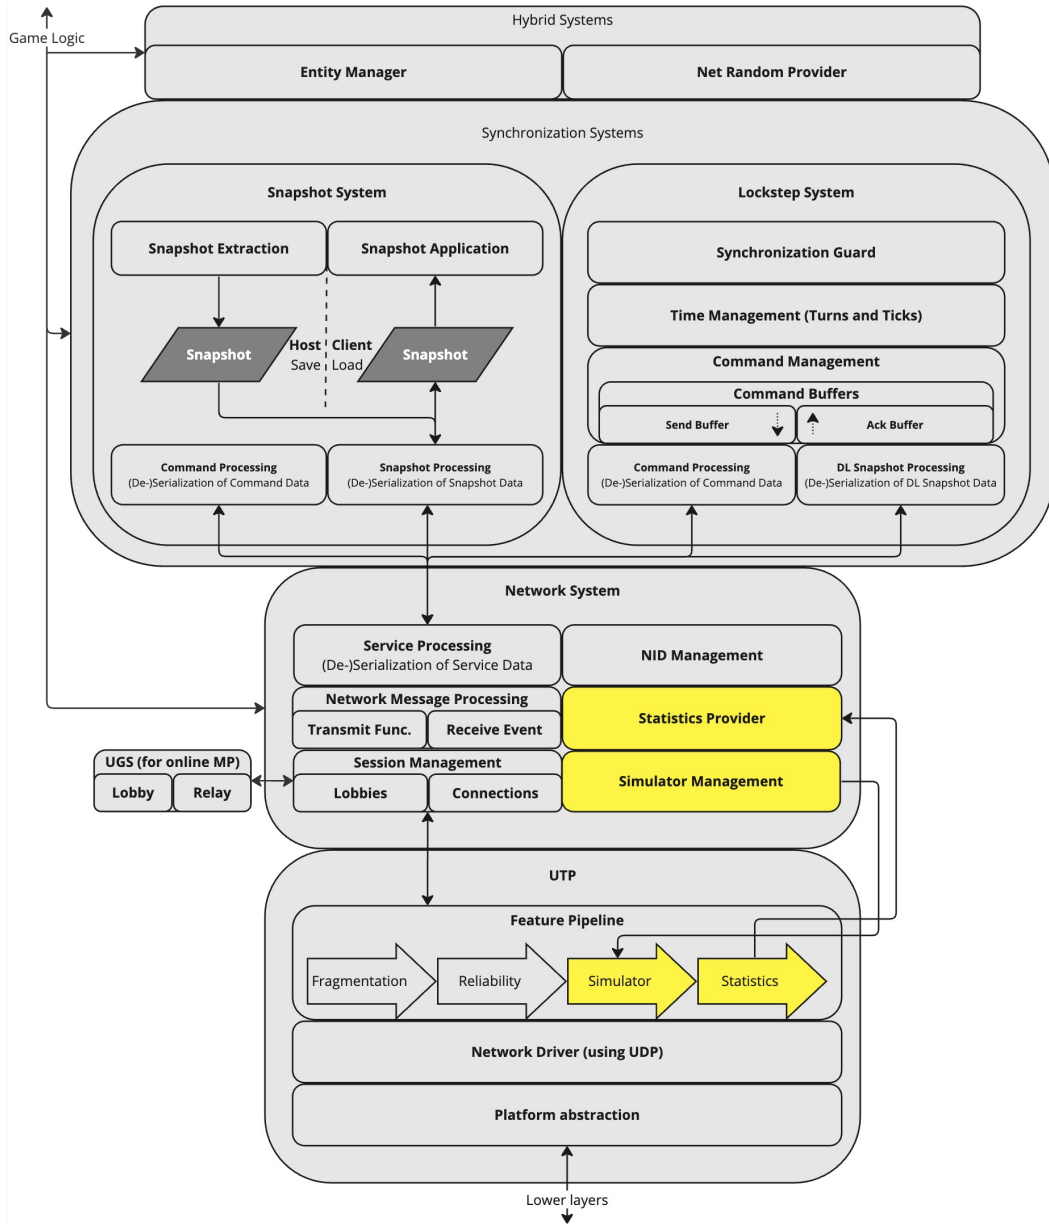 Hybrid Systems
Game Logic
Entity Manager
Net Random Provider
Synchronization Systems
Snapshot System
Lockstep System
Snapshot Extraction
Snapshot Application
Synchronization Guard
Time Management (Turns and Ticks)
Snapshot
Host
Save
Client
Load
Snapshot
Command Management
Command Buffers
Send Buffer
Ack Buffer
Command Processing
(De-)Serialization of Command Data
Snapshot Processing
(De-)Serialization of Snapshot Data
Command Processing
(De-)Serialization of Command Data
DL Snapshot Processing
(De-)Serialization of DL Snapshot Data
Network System
Service Processing
(De-)Serialization of Service Data
NID Management
Network Message Processing
Transmit Func.
Receive Event
Statistics Provider
UGS (for online MP)
Lobby
Relay
Session Management
Lobbies
Connections
Simulator Management
UTP
Feature Pipeline
Fragmentation
Reliability
Simulator
Statistics
Network Driver (using UDP)
Platform abstraction
Lower layers